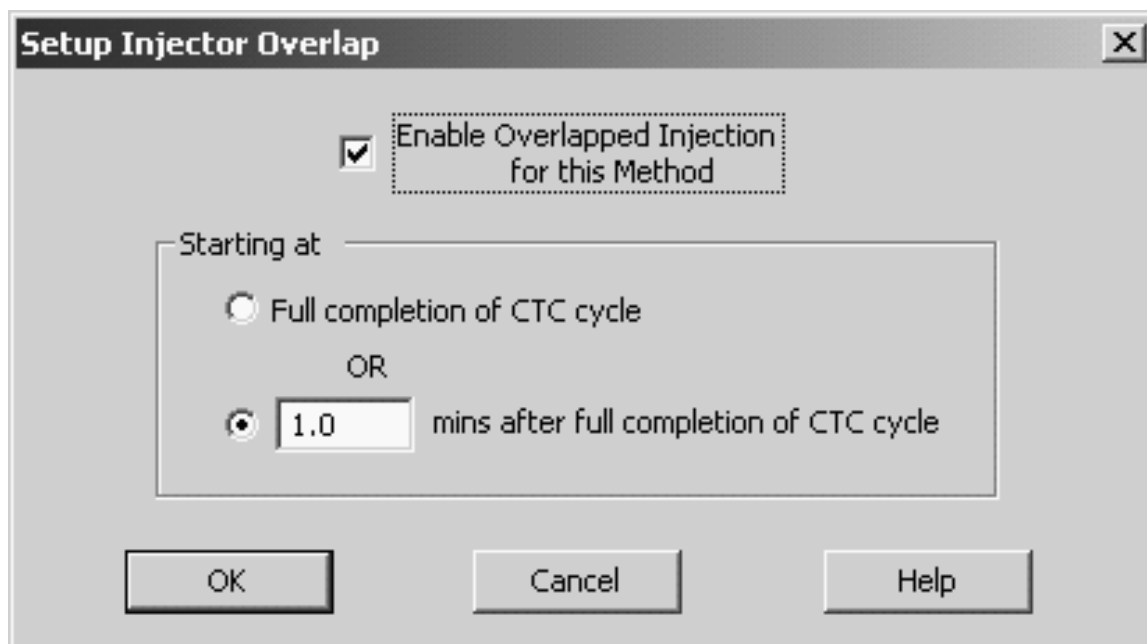 Setup Injector Overlap
Enable Overlapped Injection
for this Method
Starting at
Full completion of CTC cycle
OR
1.0 mins after full completion of CTC cycle
OK Cancel Help